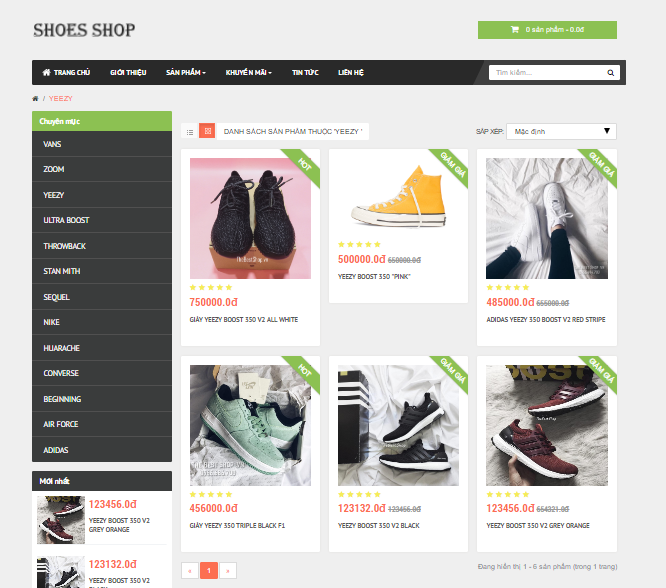 SHOES SHOP
0 sản phẩm - 0.0đ
TRANG CHỦ GIỚI THIỆU SẢN PHẨM KHUYẾN MÃI TIN TỨC LIÊN HỆ
Tìm kiếm...
/ YEEZY
Chuyên mục
VANS
ZOOM
YEEZY
ULTRA BOOST
THROWBACK
STAN MITH
SEQUEL
NIKE
HUARACHE
CONVERSE
BEGINNING
AIR FORCE
ADIDAS
Mới nhất
123456.0đ
YEEZY BOOST 350 V2
GREY ORANGE
123132.0đ
YEEZY BOOST 350 V2
DANH SÁCH SẢN PHẨM THUỘC 'YEEZY '
SẮP XẾP: Mặc định
HOT
750000.0đ
GIÀY YEEZY BOOST 350 V2 ALL WHITE
GIẢM GIÁ
500000.0đ 650000.0đ
YEEZY BOOST 350 "PINK"
GIẢM GIÁ
485000.0đ 655000.0đ
ADIDAS YEEZY 350 BOOST V2 RED STRIPE
HOT
456000.0đ
GIÀY YEEZY 350 TRIPLE BLACK F1
GIẢM GIÁ
123132.0đ 123456.0đ
YEEZY BOOST 350 V2 BLACK
GIẢM GIÁ
123456.0đ 654321.0đ
YEEZY BOOST 350 V2 GREY ORANGE
« 1 »
Đang hiển thị 1 - 6 sản phẩm (trong 1 trang)